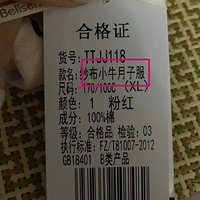 Bellsem
合格证
货号：TTJJ118
款名：纱布小牛月子服
尺码：170/100C（XL）
颜色：1 粉红
成分：100%棉
等级：合格品 检验：03
执行标准：FZ/T81007-2012
GB18401 B类产品